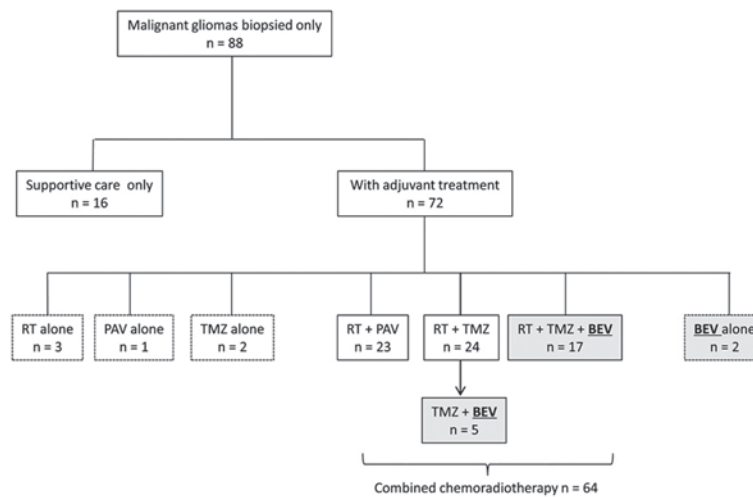 Malignant gliomas biopsied only
n = 88
Supportive care only
n = 16
With adjuvant treatment
n = 72
RT alone
n = 3
PAV alone
n = 1
TMZ alone
n = 2
RT + PAV
n = 23
RT + TMZ
n = 24
RT + TMZ + BEV
n = 17
BEV alone
n = 2
TMZ + BEV
n = 5
Combined chemoradiotherapy n = 64